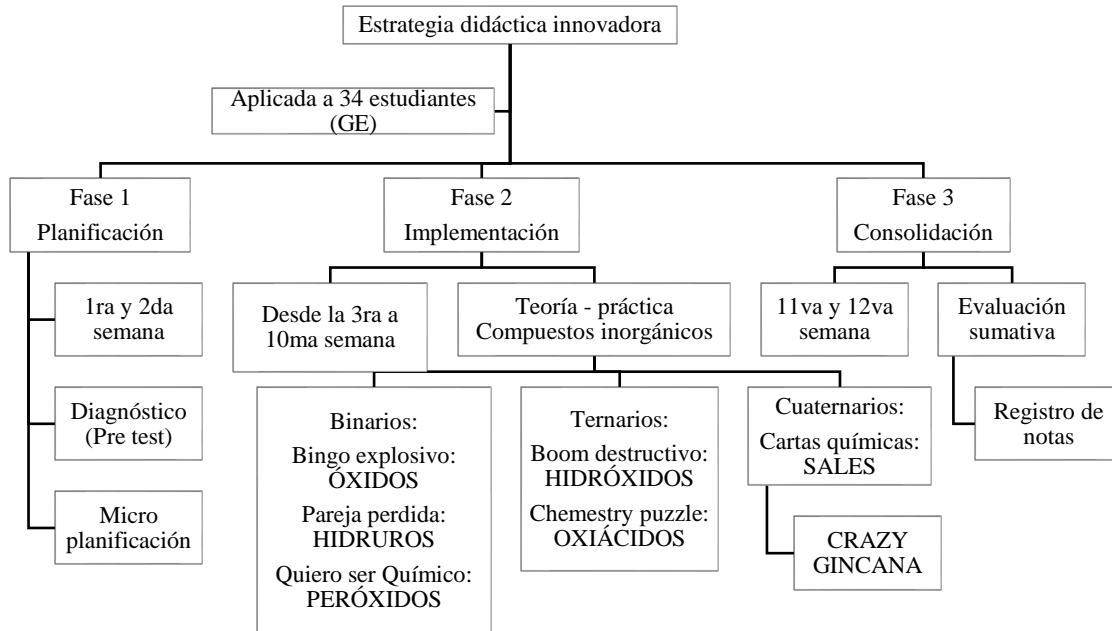 Estrategia didáctica innovadora
Aplicada a 34 estudiantes
(GE)
Fase 1
Planificación
Fase 2
Implementación
Fase 3
Consolidación
1ra y 2da
semana
Diagnóstico
(Pre test)
Micro
planificación
Desde la 3ra a
10ma semana
Teoría - práctica
Compuestos inorgánicos
Binarios:
Bingo explosivo:
ÓXIDOS
Pareja perdida:
HIDRUROS
Quiero ser Químico:
PERÓXIDOS
Ternarios:
Boom destructivo:
HIDRÓXIDOS
Chemestry puzzle:
OXIÁCIDOS
Cuaternarios:
Cartas químicas:
SALES
CRAZY
GINCANA
11va y 12va
semana
Evaluación
sumativa
Registro de
notas